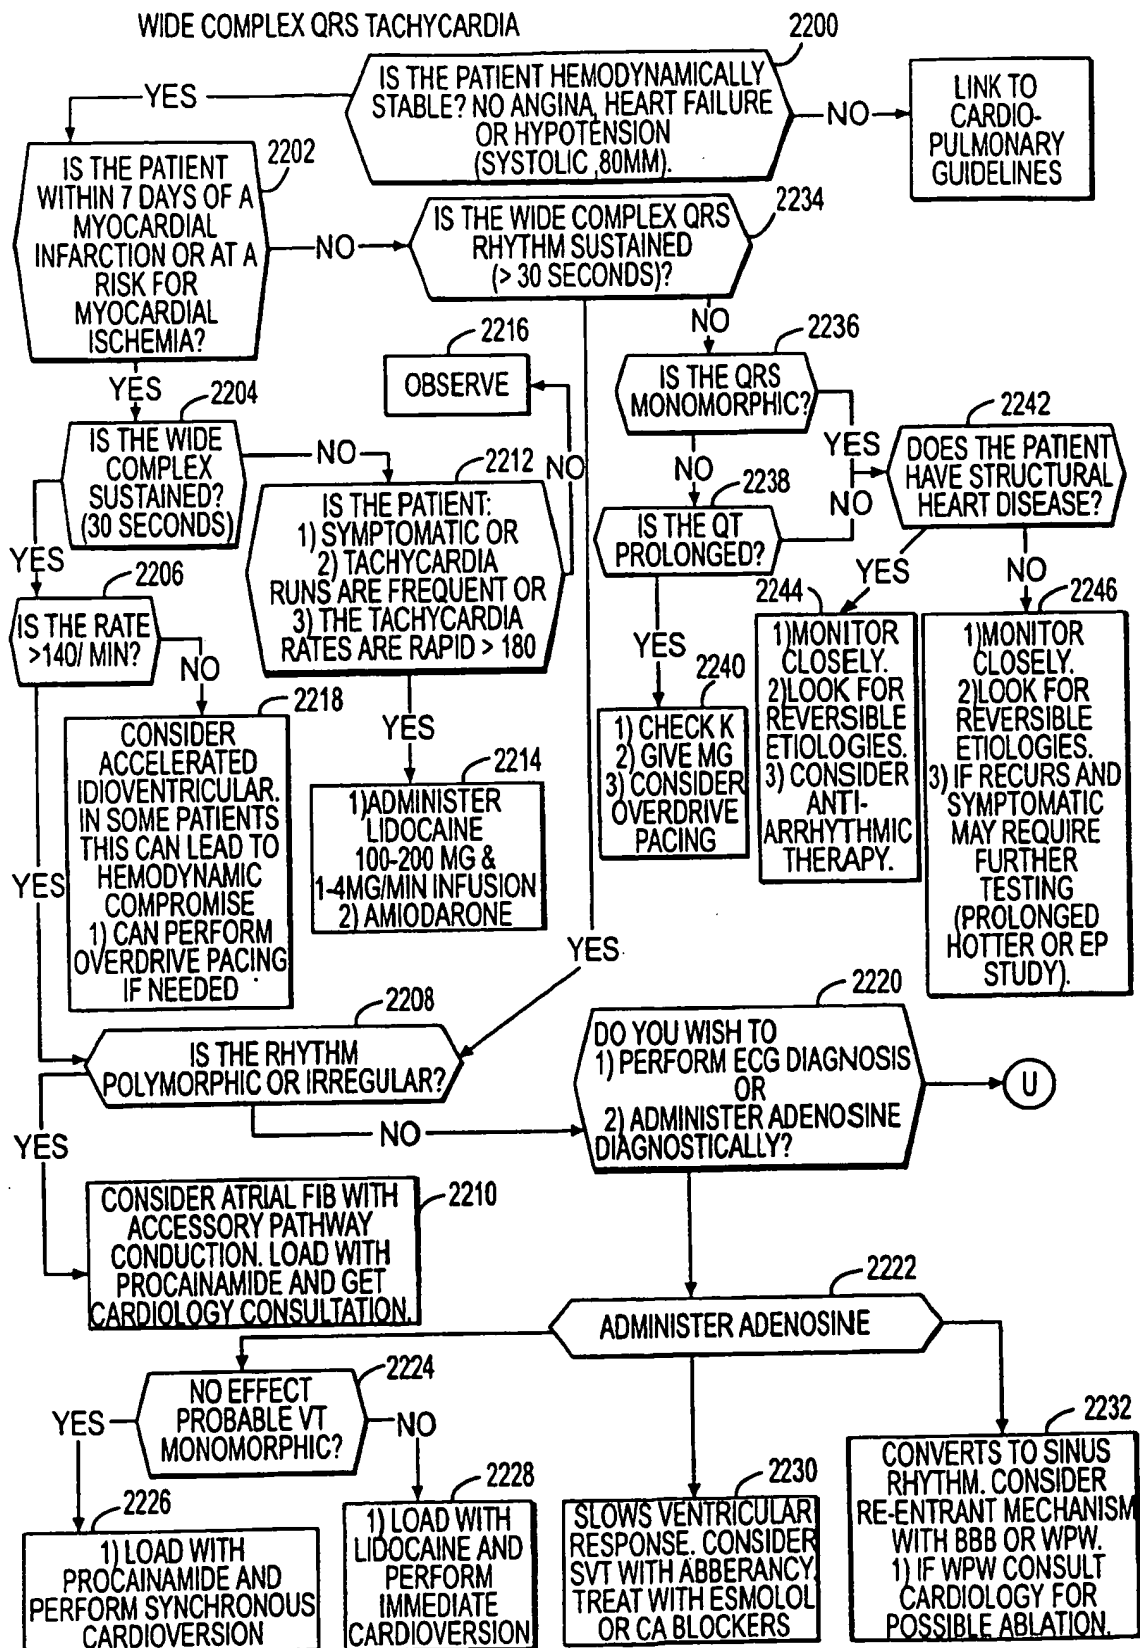 WIDE COMPLEX QRS TACHYCARDIA
2200
IS THE PATIENT HEMODYNAMICALLY
STABLE? NO ANGINA, HEART FAILURE
OR HYPOTENSION
(SYSTOLIC ,80MM).
YES
NO
LINK TO
CARDIO-
PULMONARY
GUIDELINES
2202
IS THE PATIENT
WITHIN 7 DAYS OF A
MYOCARDIAL
INFARCTION OR AT A
RISK FOR
MYOCARDIAL
ISCHEMIA?
NO
2234
IS THE WIDE COMPLEX QRS
RHYTHM SUSTAINED
(> 30 SECONDS)?
NO
YES
2216
OBSERVE
2236
IS THE QRS
MONOMORPHIC?
YES
NO
2204
IS THE WIDE
COMPLEX
SUSTAINED?
(30 SECONDS)
NO
YES
2212
IS THE PATIENT:
1) SYMPTOMATIC OR
2) TACHYCARDIA
RUNS ARE FREQUENT OR
3) THE TACHYCARDIA
RATES ARE RAPID > 180
NO
2238
IS THE QT
PROLONGED?
NO
2242
DOES THE PATIENT
HAVE STRUCTURAL
HEART DISEASE?
YES
NO
2206
IS THE RATE
>140/ MIN?
NO
YES
YES
YES
2218
CONSIDER
ACCELERATED
IDIOVENTRICULAR.
IN SOME PATIENTS
THIS CAN LEAD TO
HEMODYNAMIC
COMPROMISE
1) CAN PERFORM
OVERDRIVE PACING
IF NEEDED
2214
1)ADMINISTER
LIDOCAINE
100-200 MG &
1-4MG/MIN INFUSION
2) AMIODARONE
2240
1) CHECK K
2) GIVE MG
3) CONSIDER
OVERDRIVE
PACING
2244
1)MONITOR
CLOSELY.
2)LOOK FOR
REVERSIBLE
ETIOLOGIES.
3) CONSIDER
ANTI-
ARRHYTHMIC
THERAPY.
2246
1)MONITOR
CLOSELY.
2)LOOK FOR
REVERSIBLE
ETIOLOGIES.
3) IF RECURS AND
SYMPTOMATIC
MAY REQUIRE
FURTHER
TESTING
(PROLONGED
HOTTER OR EP
STUDY).
YES
2208
IS THE RHYTHM
POLYMORPHIC OR IRREGULAR?
YES
NO
2220
DO YOU WISH TO
1) PERFORM ECG DIAGNOSIS
OR
2) ADMINISTER ADENOSINE
DIAGNOSTICALLY?
U
2210
CONSIDER ATRIAL FIB WITH
ACCESSORY PATHWAY
CONDUCTION. LOAD WITH
PROCAINAMIDE AND GET
CARDIOLOGY CONSULTATION.
2222
ADMINISTER ADENOSINE
2224
NO EFFECT
PROBABLE VT
MONOMORPHIC?
YES
NO
2226
1) LOAD WITH
PROCAINAMIDE AND
PERFORM SYNCHRONOUS
CARDIOVERSION
2228
1) LOAD WITH
LIDOCAINE AND
PERFORM
IMMEDIATE
CARDIOVERSION
2230
SLOWS VENTRICULAR
RESPONSE. CONSIDER
SVT WITH ABBERANCY.
TREAT WITH ESMOLOL
OR CA BLOCKERS
2232
CONVERTS TO SINUS
RHYTHM. CONSIDER
RE-ENTRANT MECHANISM
WITH BBB OR WPW.
1) IF WPW CONSULT
CARDIOLOGY FOR
POSSIBLE ABLATION.